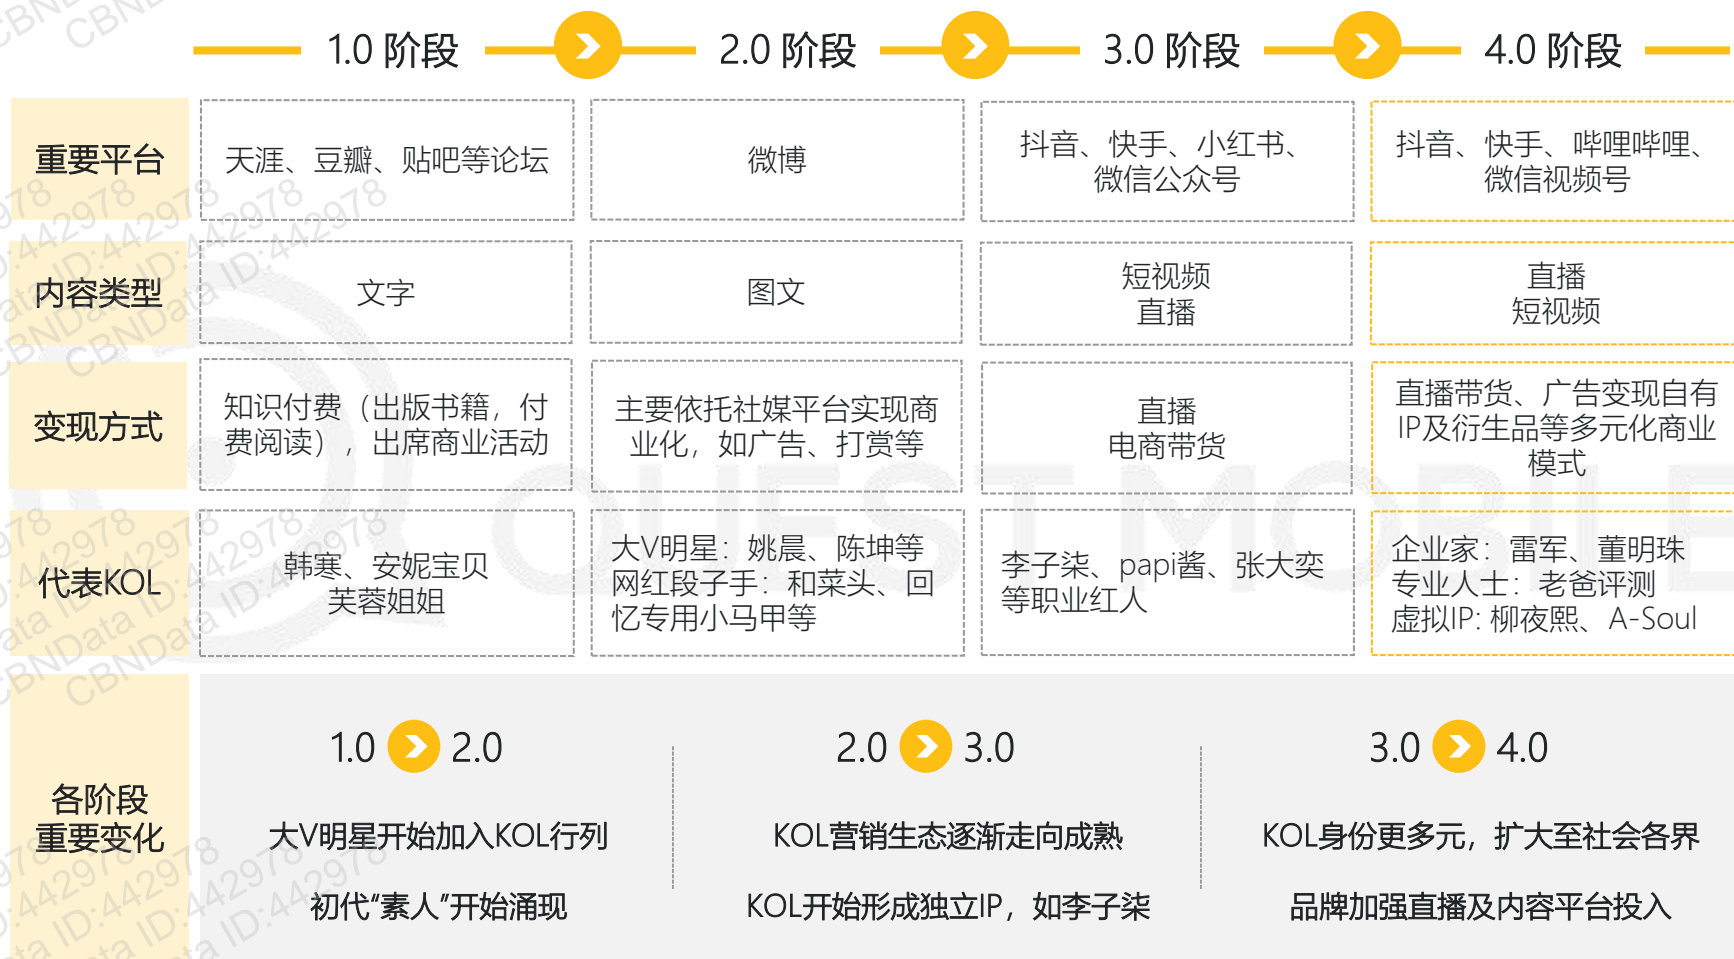 1.0 阶段
2.0 阶段
3.0 阶段
4.0 阶段
重要平台
天涯、豆瓣、贴吧等论坛
微博
抖音、快手、小红书、
微信公众号
抖音、快手、哔哩哔哩、
微信视频号
内容类型
文字
图文
短视频
直播
直播
短视频
变现方式
知识付费（出版书籍，付
费阅读），出席商业活动
主要依托社媒平台实现商
业化，如广告、打赏等
直播
电商带货
直播带货、广告变现自有
IP及衍生品等多元化商业
模式
代表KOL
韩寒、安妮宝贝
芙蓉姐姐
大V明星：姚晨、陈坤等
网红段子手：和菜头、回
忆专用小马甲等
李子柒、papi酱、张大奕
等职业红人
企业家：雷军、董明珠
专业人士：老爸评测
虚拟IP: 柳夜熙、A-Soul
各阶段
重要变化
1.0 2.0
大V明星开始加入KOL行列
初代“素人”开始涌现
2.0 3.0
KOL营销生态逐渐走向成熟
KOL开始形成独立IP，如李子柒
3.0 4.0
KOL身份更多元，扩大至社会各界
品牌加强直播及内容平台投入
QUEST MOBILE
CBNData ID:442978
CBNData ID:442978